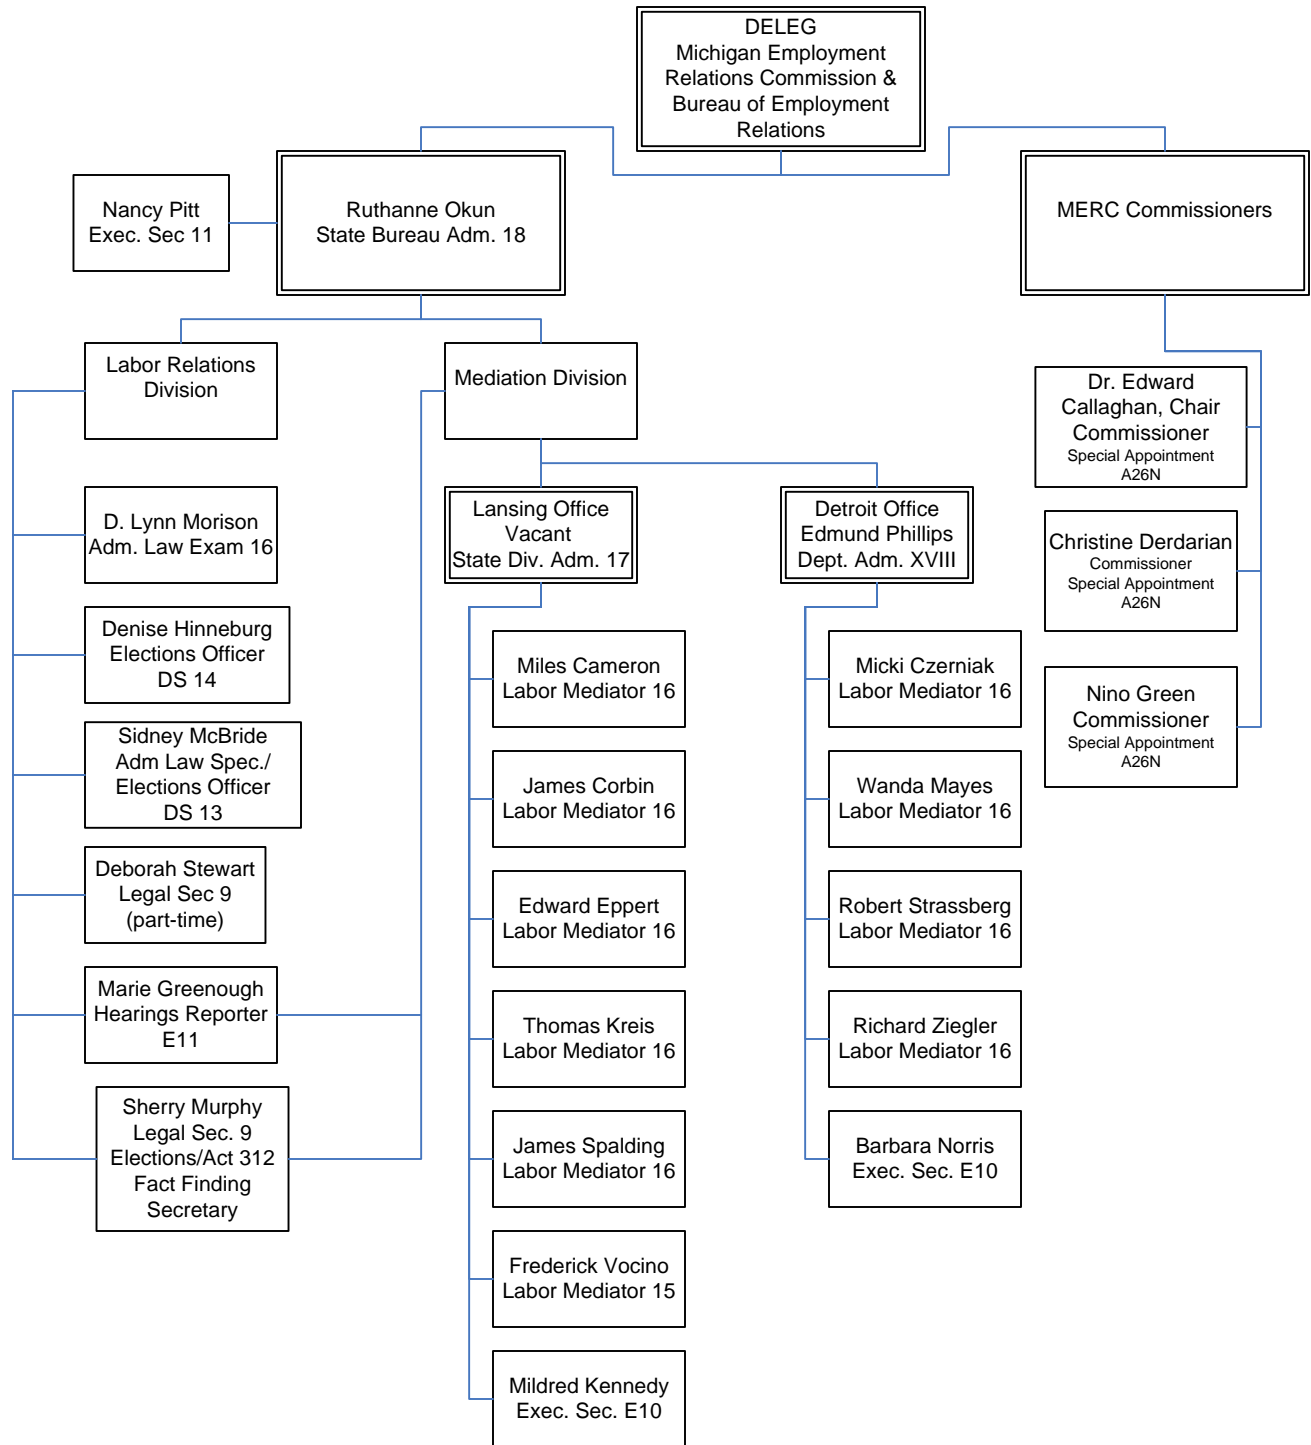 DELEG
Michigan Employment
Relations Commission &
Bureau of Employment
Relations
Nancy Pitt
Exec. Sec 11
Ruthanne Okun
State Bureau Adm. 18
MERC Commissioners
Labor Relations
Division
Mediation Division
Dr. Edward
Callaghan, Chair
Commissioner
Special Appointment
A26N
D. Lynn Morison
Adm. Law Exam 16
Lansing Office
Vacant
State Div. Adm. 17
Detroit Office
Edmund Phillips
Dept. Adm. XVIII
Christine Derdarian
Commissioner
Special Appointment
A26N
Denise Hinneburg
Elections Officer
DS 14
Miles Cameron
Labor Mediator 16
Micki Czerniak
Labor Mediator 16
Nino Green
Commissioner
Special Appointment
A26N
Sidney McBride
Adm Law Spec./
Elections Officer
DS 13
James Corbin
Labor Mediator 16
Wanda Mayes
Labor Mediator 16
Deborah Stewart
Legal Sec 9
(part-time)
Edward Eppert
Labor Mediator 16
Robert Strassberg
Labor Mediator 16
Marie Greenough
Hearings Reporter
E11
Thomas Kreis
Labor Mediator 16
Richard Ziegler
Labor Mediator 16
Sherry Murphy
Legal Sec. 9
Elections/Act 312
Fact Finding
Secretary
James Spalding
Labor Mediator 16
Barbara Norris
Exec. Sec. E10
Frederick Vocino
Labor Mediator 15
Mildred Kennedy
Exec. Sec. E10